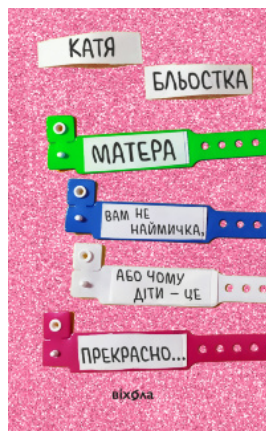 КАТЯ
БЛЬОСТКА
МАТЕРА
ВАМ НЕ
НАЙМИЧКА,
АБО ЧОМУ
ДІТИ – ЦЕ
ПРЕКРАСНО...
віхола